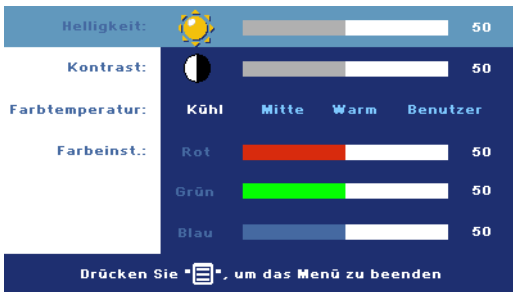 Helligkeit: 50
Kontrast: 50
Farbtemperatur: Kühl Mitte Warm Benutzer
Farbeinst.: Rot 50
Grün 50
Blau 50
Drücken Sie "", um das Menü zu beenden